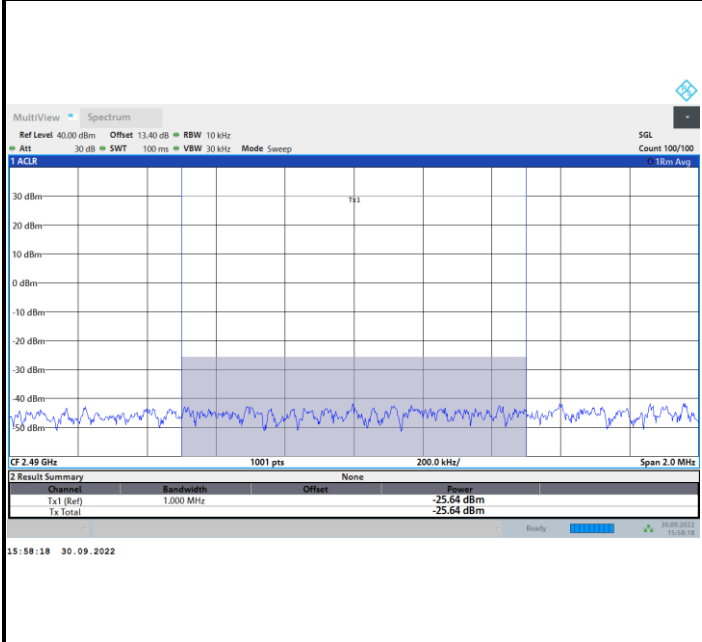 MultiView Spectrum
Ref Level 40.00 dBm Offset 13.40 dB RBW 10 kHz SGL
Att 30 dB SWT 100 ms VBW 30 kHz Mode Sweep Count 100/100
1 ACLR 1Rm Avg
30 dBm
Tx1
20 dBm
10 dBm
0 dBm
-10 dBm
-20 dBm
-30 dBm
-40 dBm
-50 dBm
CF 2.49 GHz 1001 pts 200.0 kHz/ Span 2.0 MHz
2 Result Summary None
Channel Bandwidth Offset Power
Tx1 (Ref) 1.000 MHz -25.64 dBm
Tx Total -25.64 dBm
Ready 30.09.2022
15:58:18
15:58:18 30.09.2022